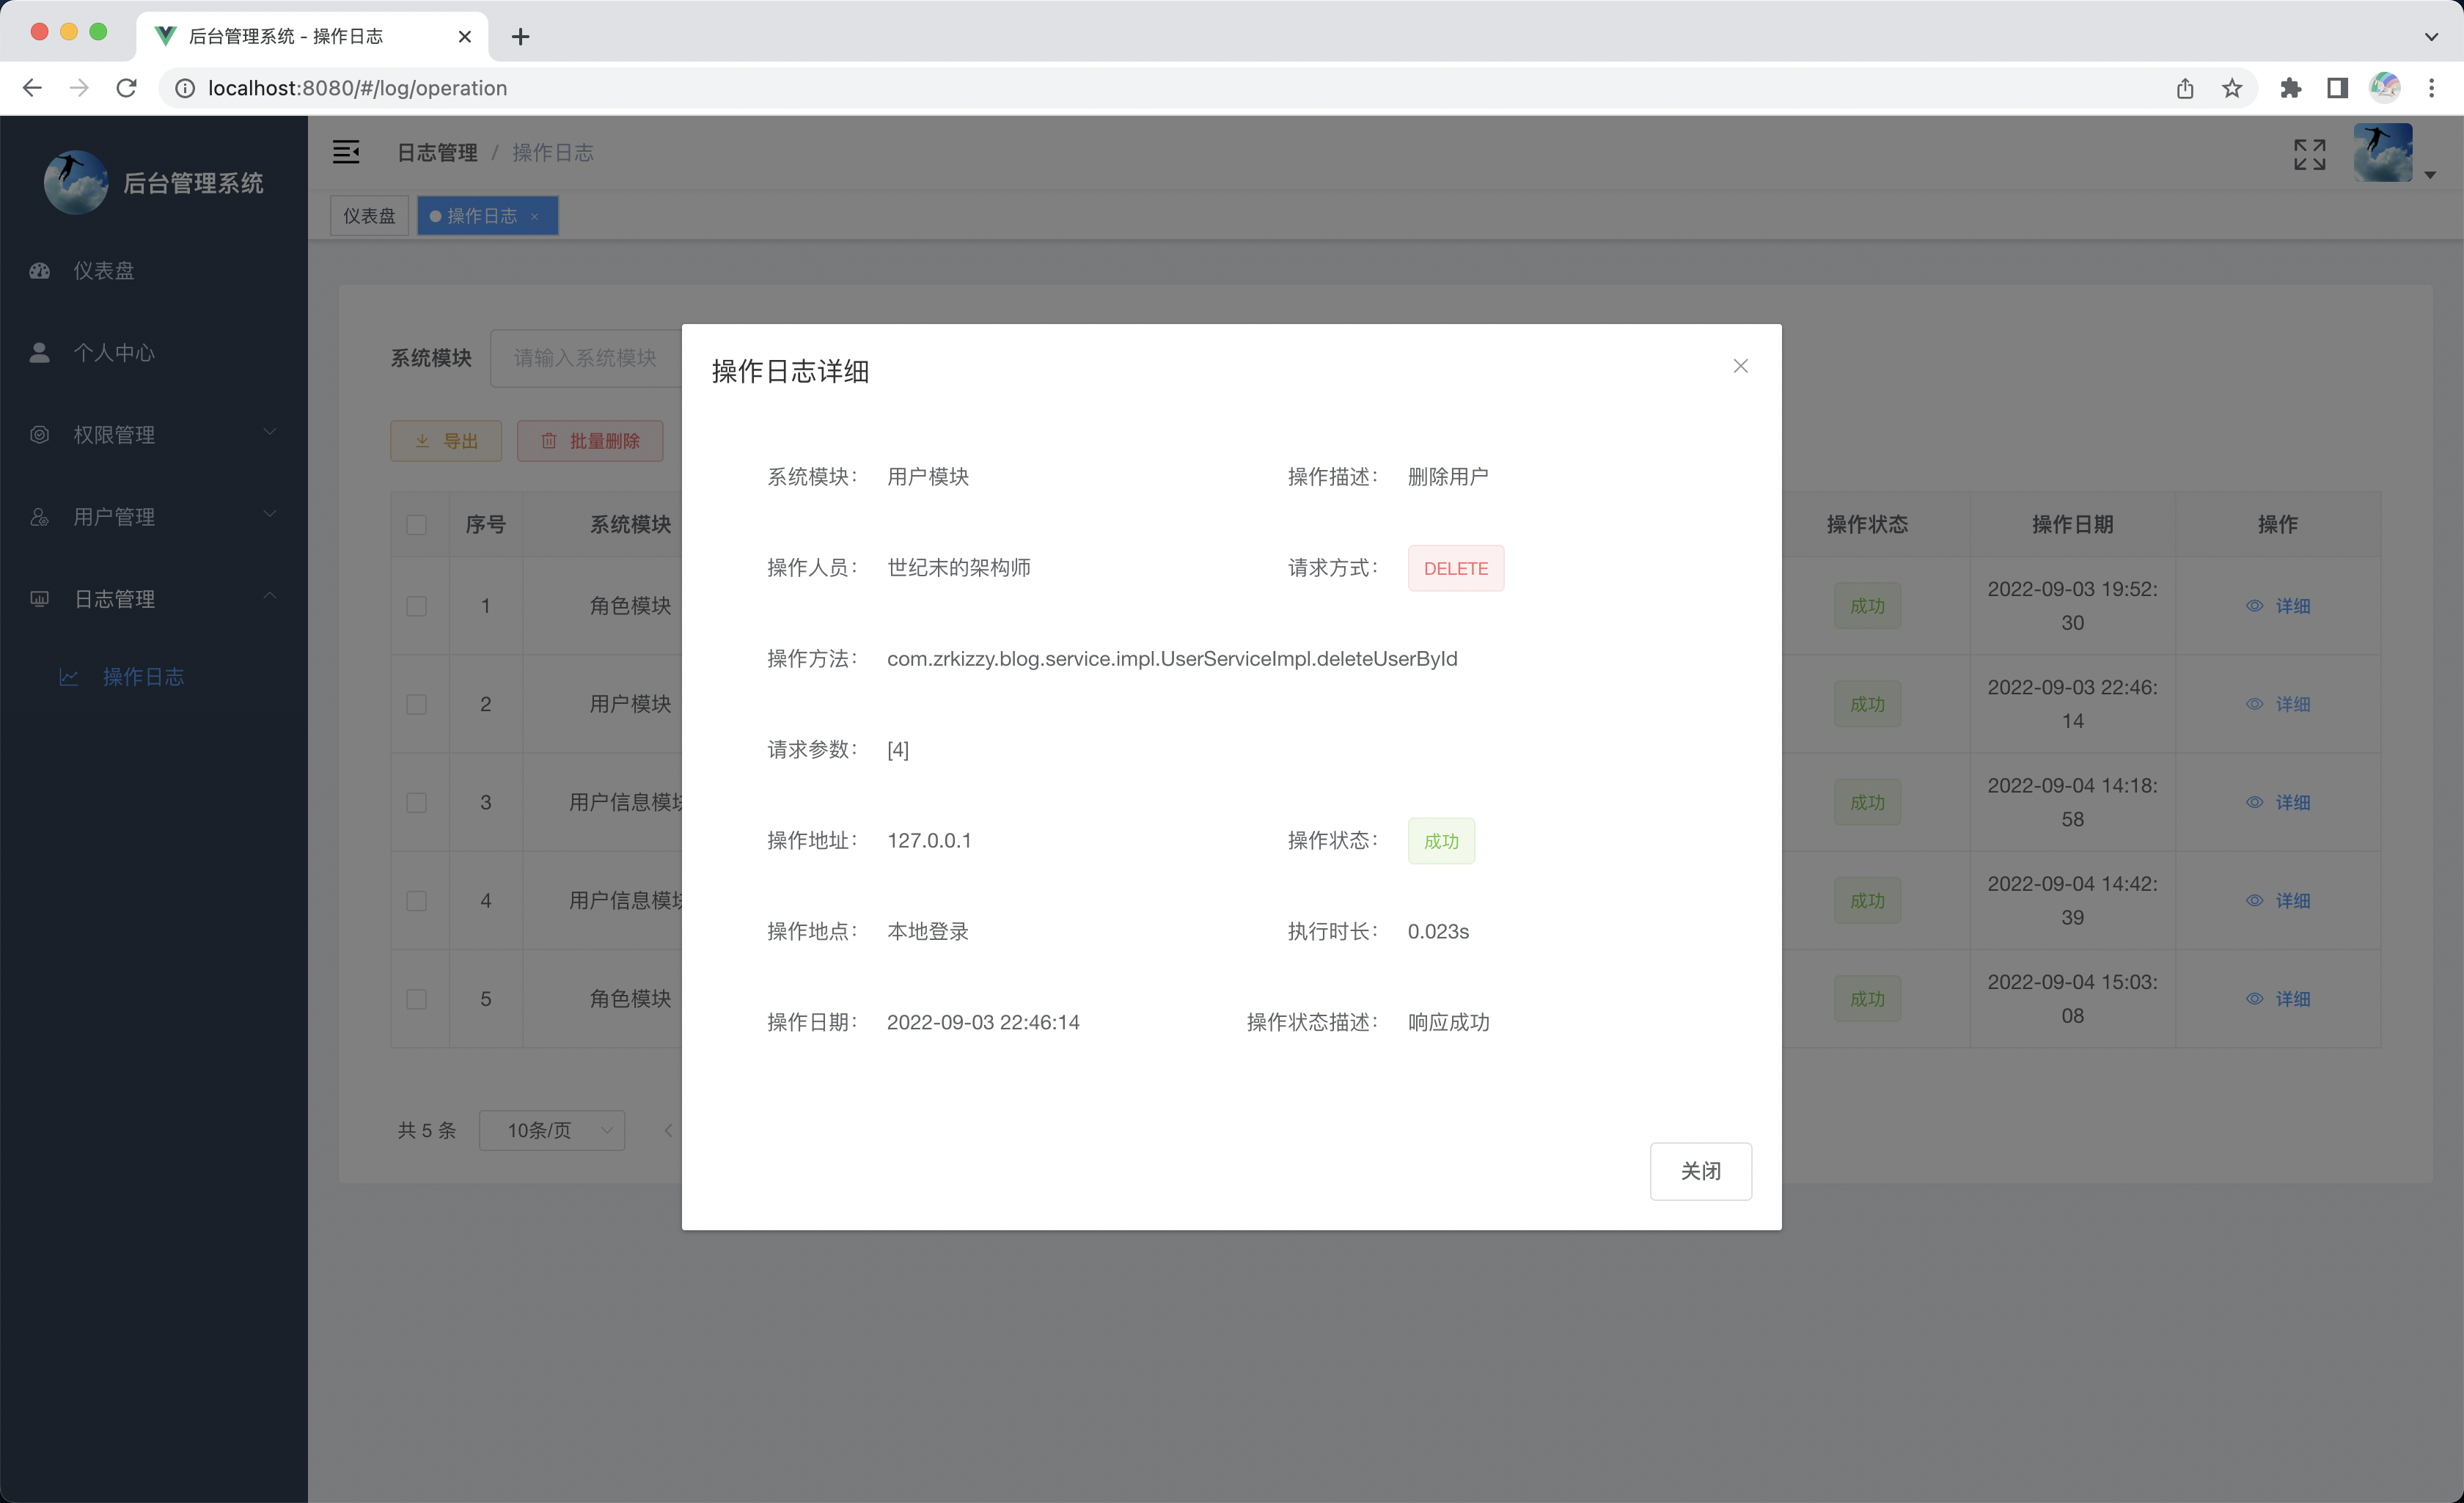 后台管理系统 - 操作日志
localhost:8080/#/log/operation
后台管理系统
日志管理 / 操作日志
仪表盘
操作日志 ×
仪表盘
个人中心
权限管理
用户管理
日志管理
操作日志
系统模块 请输入系统模块
导出 批量删除
序号 系统模块 操作状态 操作日期 操作
1 角色模块 成功 2022-09-03 19:52:
30 详细
2 用户模块 成功 2022-09-03 22:46:
14 详细
3 用户信息模块 成功 2022-09-04 14:18:
58 详细
4 用户信息模块 成功 2022-09-04 14:42:
39 详细
5 角色模块 成功 2022-09-04 15:03:
08 详细
共 5 条 10条/页
操作日志详细
系统模块: 用户模块 操作描述: 删除用户
操作人员: 世纪末的架构师 请求方式: DELETE
操作方法: com.zrkizzy.blog.service.impl.UserServiceImpl.deleteUserById
请求参数: [4]
操作地址: 127.0.0.1 操作状态: 成功
操作地点: 本地登录 执行时长: 0.023s
操作日期: 2022-09-03 22:46:14 操作状态描述: 响应成功
关闭